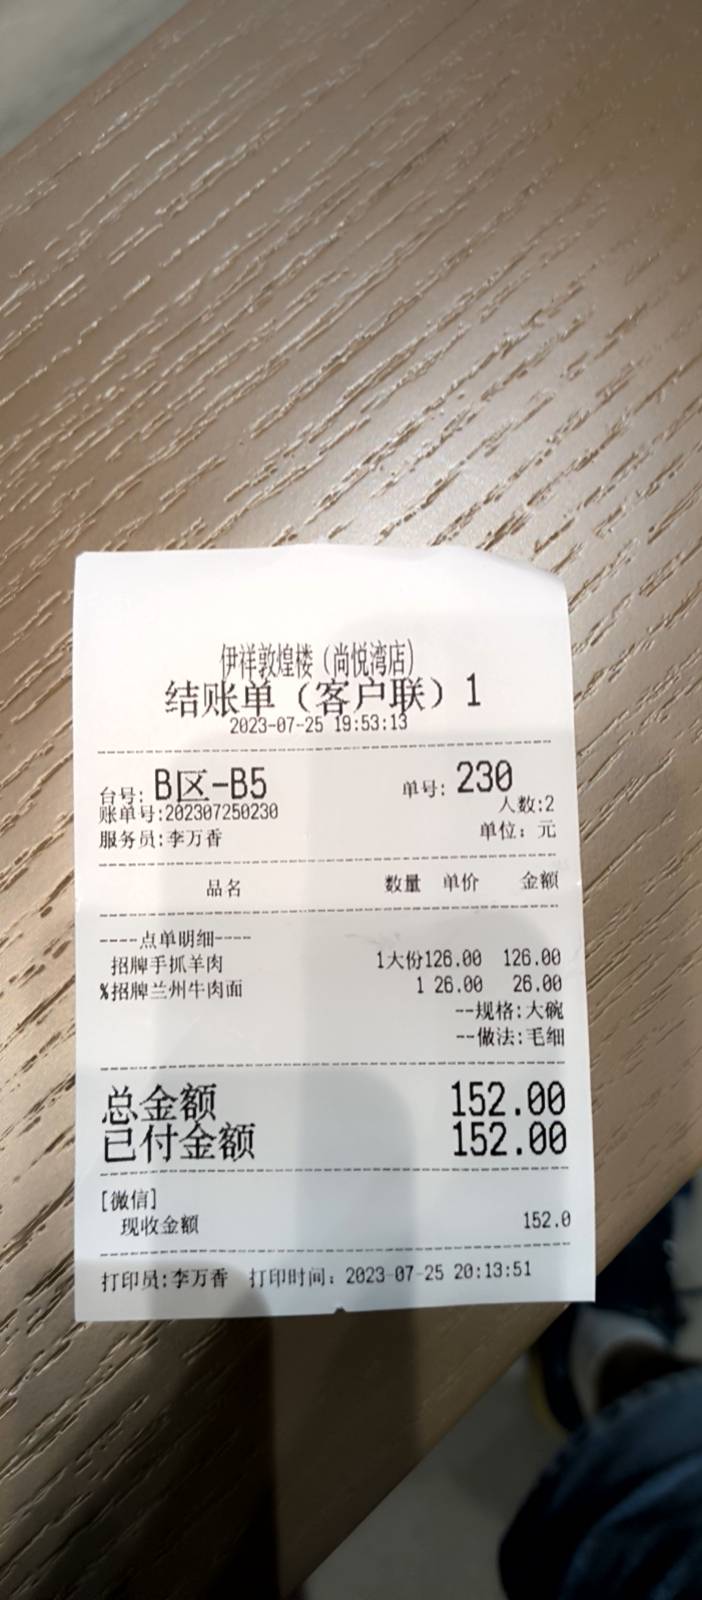 伊祥敦煌楼（尚悦湾店）
结账单（客户联）1
2023-07-25 19:53:13
台号: B区-B5 单号: 230
账单号:202307250230 人数:2
服务员:李万香 单位: 元
品名 数量 单价 金额
----点单明细----
招牌手抓羊肉 1大份126.00 126.00
%招牌兰州牛肉面 1 26.00 26.00
--规格:大碗
--做法:毛细
总金额 152.00
已付金额 152.00
[微信]
现收金额 152.0
打印员:李万香 打印时间: 2023-07-25 20:13:51